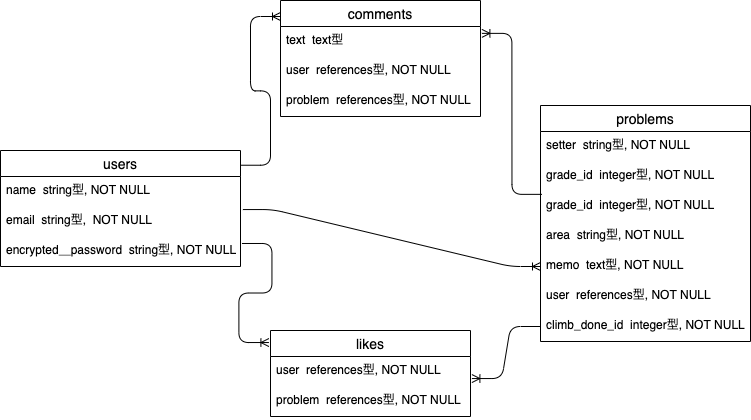 comments
text text型
user references型, NOT NULL
problem references型, NOT NULL
problems
setter string型, NOT NULL
grade_id integer型, NOT NULL
grade_id integer型, NOT NULL
area string型, NOT NULL
memo text型, NOT NULL
user references型, NOT NULL
climb_done_id integer型, NOT NULL
users
name string型, NOT NULL
email string型, NOT NULL
encrypted__password string型, NOT NULL
likes
user references型, NOT NULL
problem references型, NOT NULL